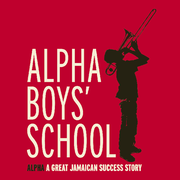 ALPHA
BOYS'
SCHOOL
ALPHA A GREAT JAMAICAN SUCCESS STORY